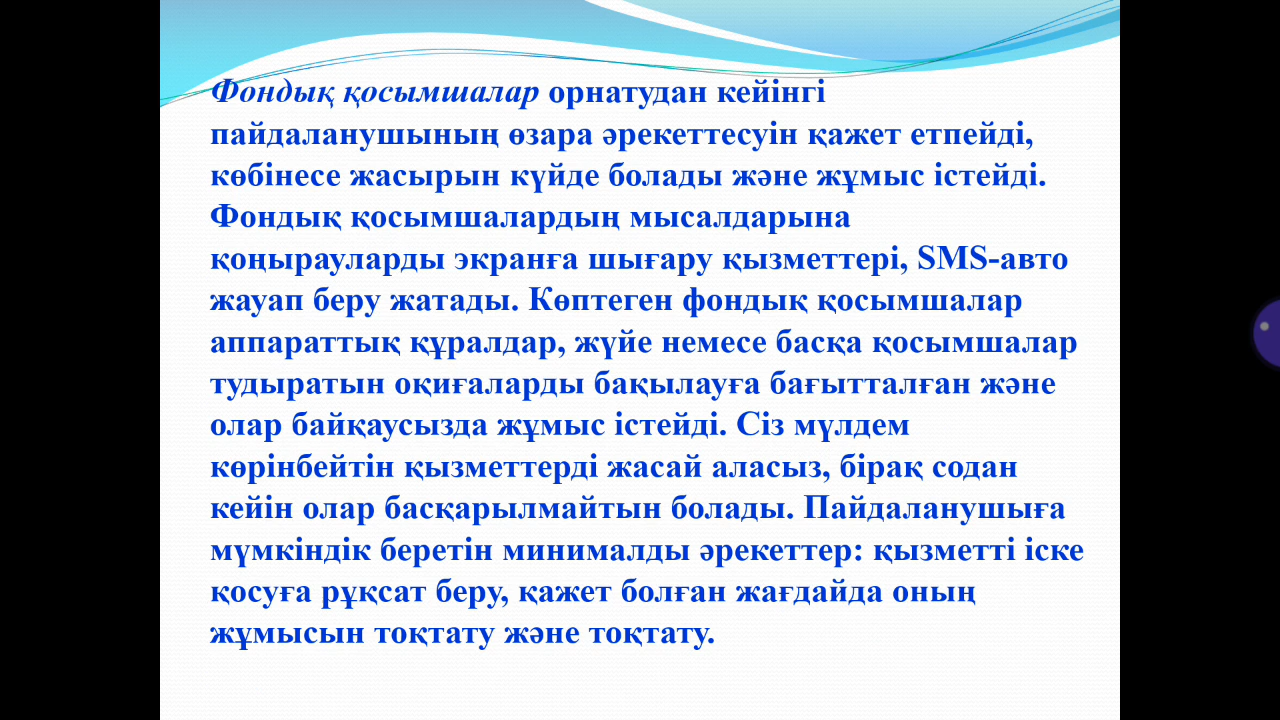 Фондық қосымшалар орнатудан кейінгі
пайдаланушының өзара әрекеттесуін қажет етпейді,
көбінесе жасырын күйде болады және жұмыс істейді.
Фондық қосымшалардың мысалдарына
қоңырауларды экранға шығару қызметтері, SMS-авто
жауап беру жатады. Көптеген фондық қосымшалар
аппараттық құралдар, жүйе немесе басқа қосымшалар
тудыратын оқиғаларды бақылауға бағытталған және
олар байқаусызда жұмыс істейді. Сіз мүлдем
көрінбейтін қызметтерді жасай аласыз, бірақ содан
кейін олар басқарылмайтын болады. Пайдаланушыға
мүмкіндік беретін минималды әрекеттер: қызметті іске
қосуға рұқсат беру, қажет болған жағдайда оның
жұмысын тоқтату және тоқтату.